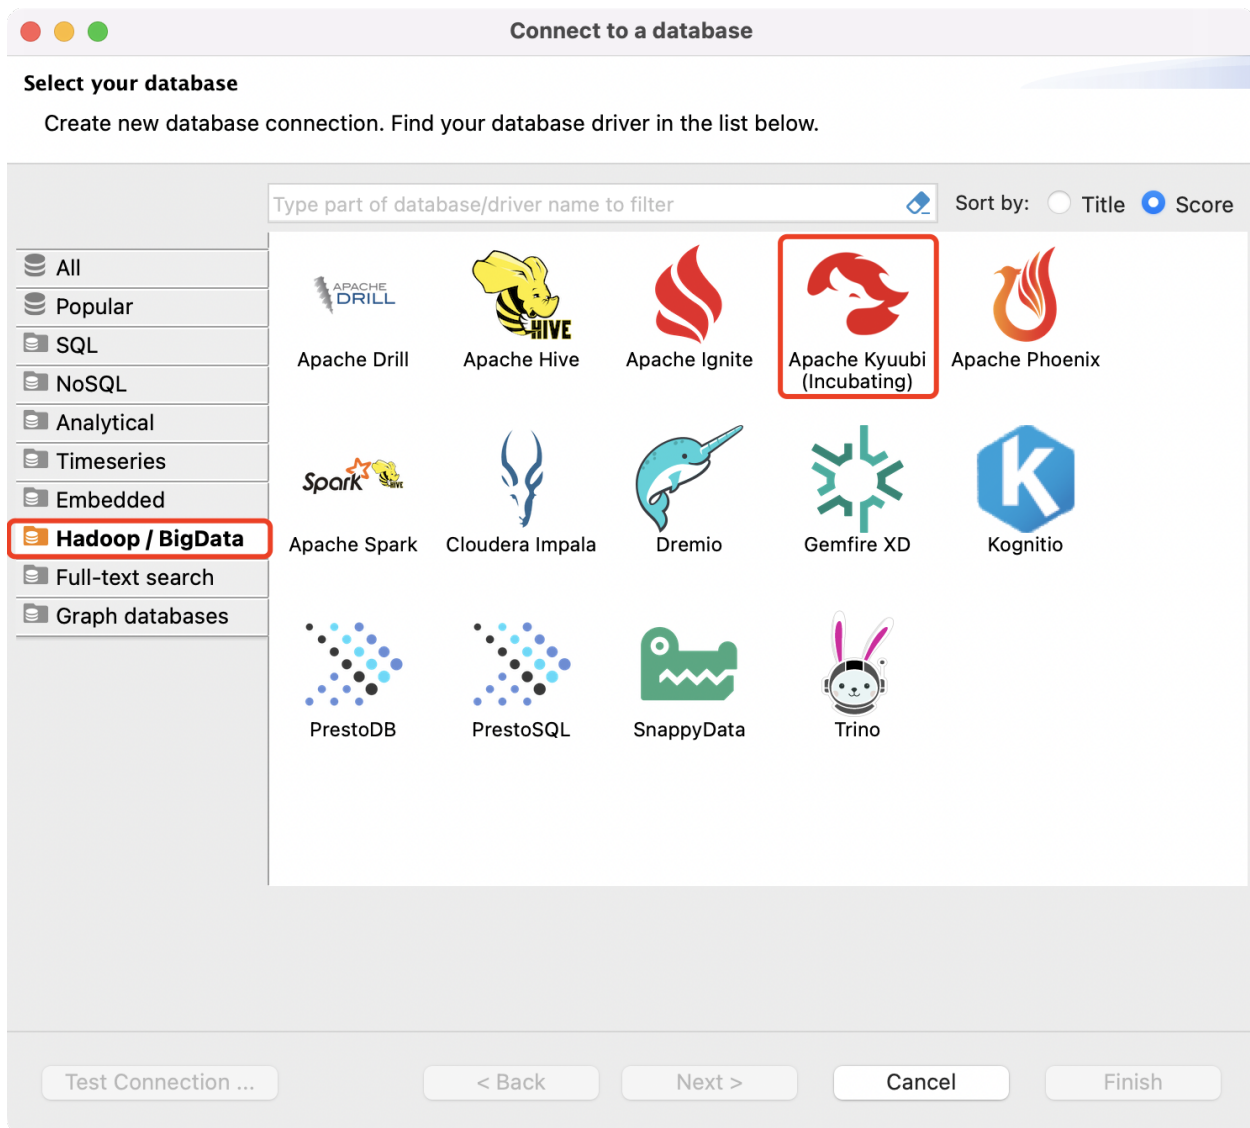 Connect to a database
Select your database
Create new database connection. Find your database driver in the list below.
Type part of database/driver name to filter
Sort by: Title Score
All
Popular
SQL
NoSQL
Analytical
Timeseries
Embedded
Hadoop / BigData
Full-text search
Graph databases
APACHE
DRILL
HIVE
Apache Drill
Apache Hive
Apache Ignite
Apache Kyuubi
(Incubating)
Apache Phoenix
Spark
HIVE
K
Apache Spark
Cloudera Impala
Dremio
Gemfire XD
Kognitio
PrestoDB
PrestoSQL
SnappyData
Trino
Test Connection ...
< Back
Next >
Cancel
Finish